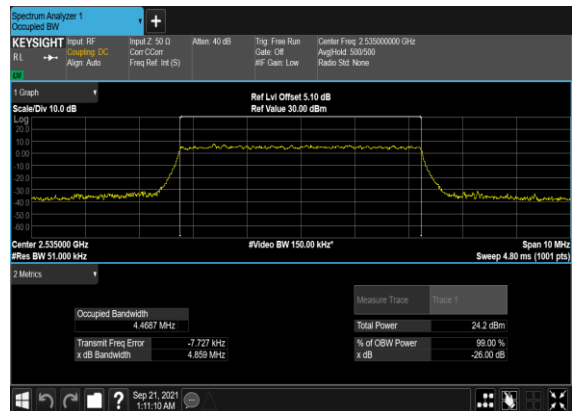 Spectrum Analyzer 1
Occupied BW
+
KEYSIGHT Input: RF Input Z: 50 Ω Atten: 40 dB Trig: Free Run Center Freq: 2.535000000 GHz
R L Coupling: DC Corr CCorr Gate: Off Avg|Hold: 500/500
Align: Auto Freq Ref: Int (S) #IF Gain: Low Radio Std: None
1 Graph Ref Lvl Offset 5.10 dB
Scale/Div 10.0 dB Ref Value 30.00 dBm
Log
20.0
10.0
0.00
-10.0
-20.0
-30.0
-40.0
-50.0
-60.0
Center 2.535000 GHz #Video BW 150.00 kHz* Span 10 MHz
#Res BW 51.000 kHz Sweep 4.80 ms (1001 pts)
2 Metrics
Measure Trace Trace 1
Occupied Bandwidth
4.4687 MHz Total Power 24.2 dBm
Transmit Freq Error -7.727 kHz % of OBW Power 99.00 %
x dB Bandwidth 4.859 MHz x dB -26.00 dB
? Sep 21, 2021
1:11:10 AM